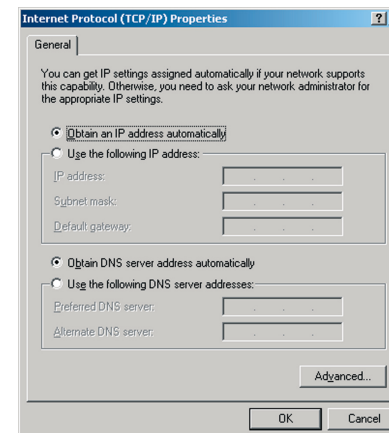 Internet Protocol (TCP/IP) Properties
?
General
You can get IP settings assigned automatically if your network supports
this capability. Otherwise, you need to ask your network administrator for
the appropriate IP settings.
Obtain an IP address automatically
Use the following IP address:
IP address:
Subnet mask:
Default gateway:
Obtain DNS server address automatically
Use the following DNS server addresses:
Preferred DNS server:
Alternate DNS server:
Advanced...
OK Cancel